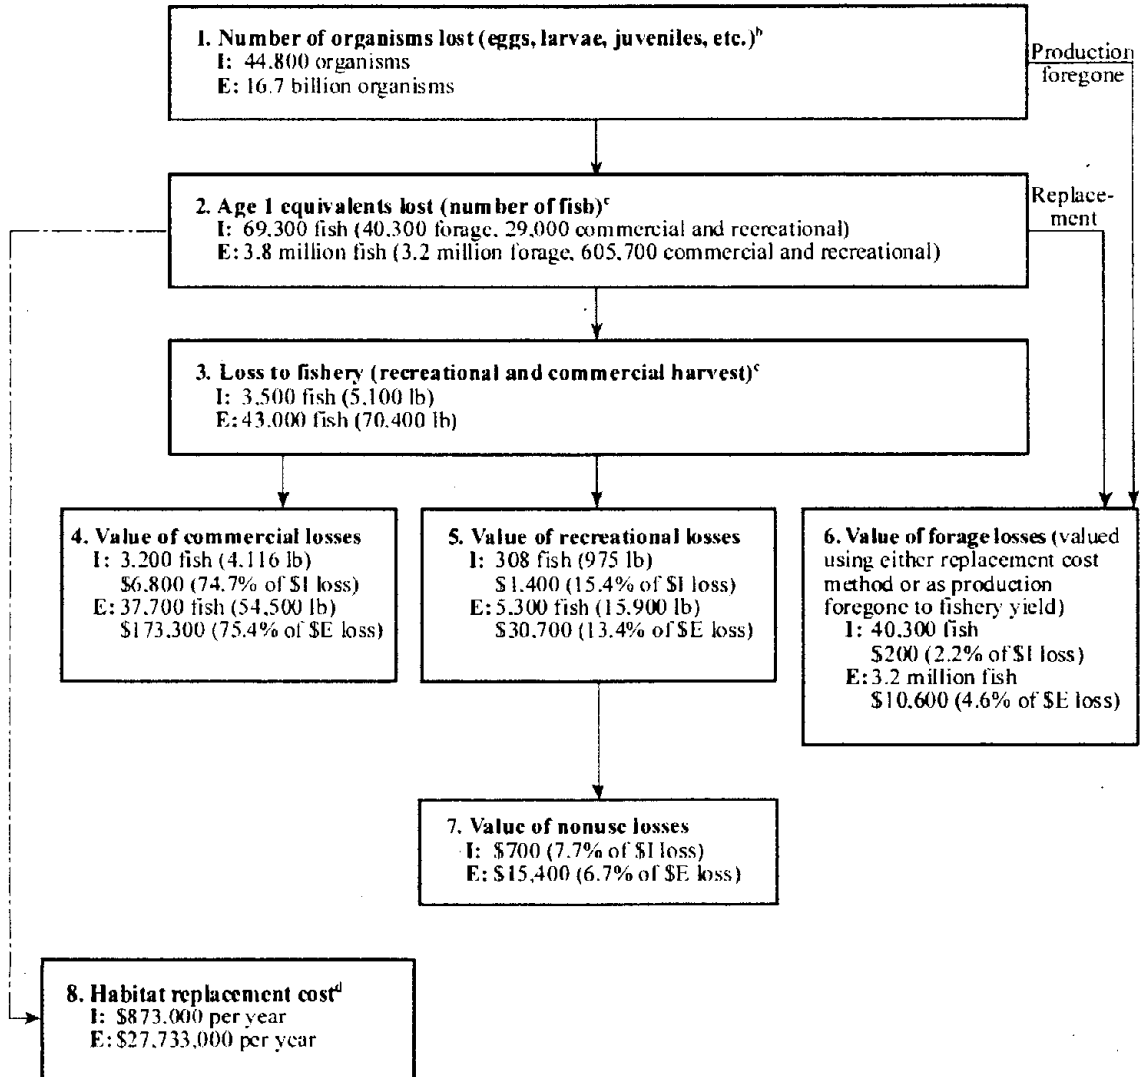 1. Number of organisms lost (eggs, larvae, juveniles, etc.)b
I: 44.800 organisms
E: 16.7 billion organisms
Production
foregone
2. Age 1 equivalents lost (number of fish)c
I: 69,300 fish (40,300 forage, 29,000 commercial and recreational)
E: 3.8 million fish (3.2 million forage, 605,700 commercial and recreational)
Replace-
ment
3. Loss to fishery (recreational and commercial harvest)c
I: 3,500 fish (5,100 lb)
E: 43,000 fish (70,400 lb)
4. Value of commercial losses
I: 3,200 fish (4,116 lb)
$6,800 (74.7% of $I loss)
E: 37,700 fish (54,500 lb)
$173,300 (75.4% of $E loss)
5. Value of recreational losses
I: 308 fish (975 lb)
$1,400 (15.4% of $I loss)
E: 5,300 fish (15,900 lb)
$30,700 (13.4% of $E loss)
6. Value of forage losses (valued
using either replacement cost
method or as production
foregone to fishery yield)
I: 40,300 fish
$200 (2.2% of $I loss)
E: 3.2 million fish
$10,600 (4.6% of $E loss)
7. Value of nonuse losses
I: $700 (7.7% of $I loss)
E: $15,400 (6.7% of $E loss)
8. Habitat replacement costd
I: $873,000 per year
E: $27,733,000 per year